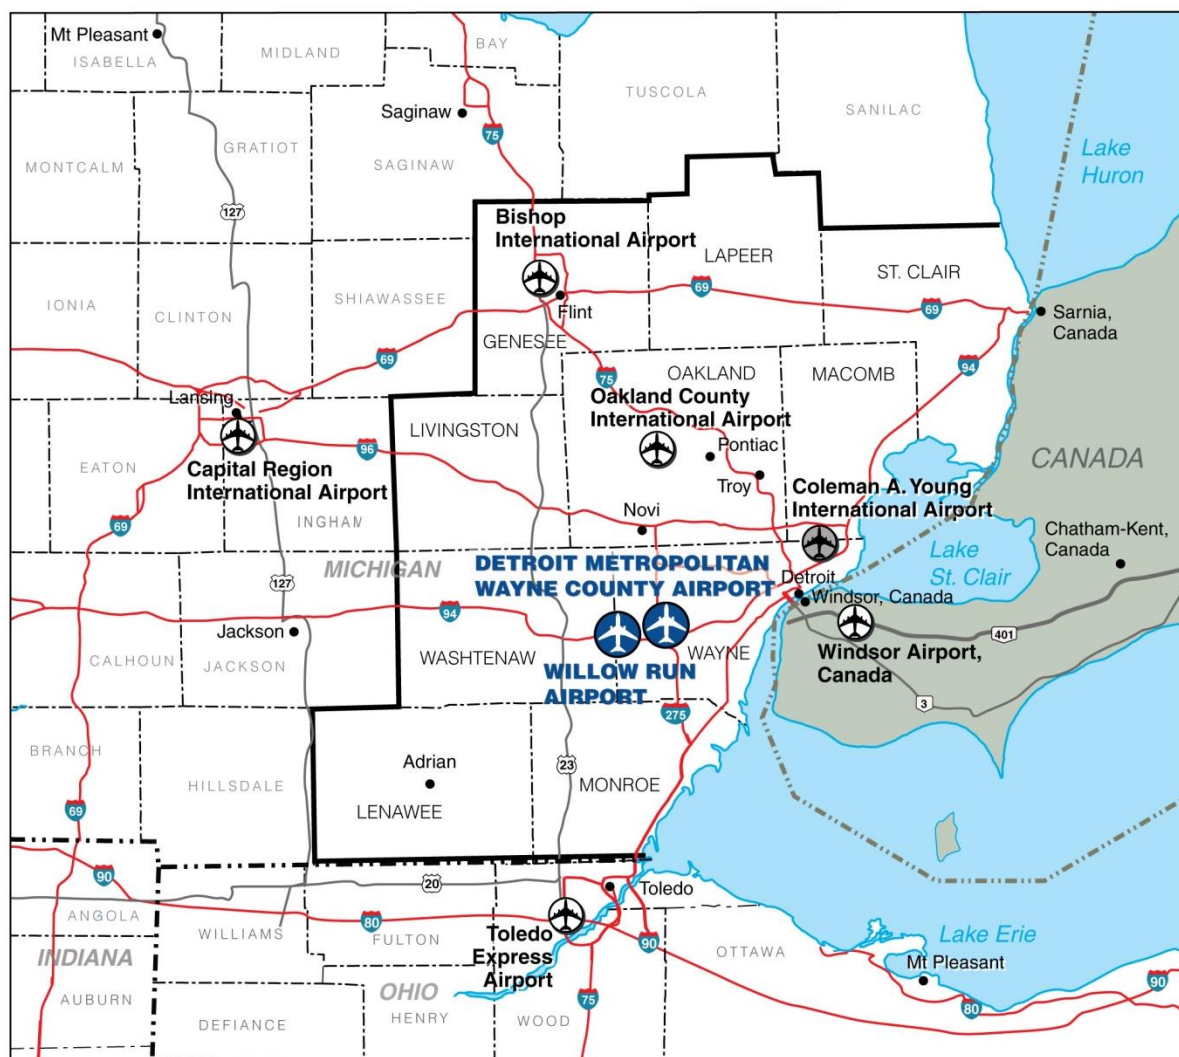 Mt Pleasant
ISABELLA
MIDLAND
BAY
TUSCOLA
SANILAC
Saginaw
75
Lake
Huron
MONTCALM
GRATIOT
SAGINAW
127
Bishop
International Airport
LAPEER
ST. CLAIR
IONIA
CLINTON
SHIAWASSEE
69
69
Flint
Sarnia,
Canada
GENESEE
69
75
OAKLAND
MACOMB
94
Lansing
Oakland County
International Airport
LIVINGSTON
96
Pontiac
CANADA
EATON
Capital Region
International Airport
Troy
Coleman A. Young
International Airport
INGHAM
69
Novi
Chatham-Kent,
Canada
MICHIGAN
DETROIT METROPOLITAN
WAYNE COUNTY AIRPORT
Lake
St. Clair
127
Detroit
Windsor, Canada
94
Jackson
401
CALHOUN
JACKSON
WASHTENAW
WAYNE
Windsor Airport,
Canada
WILLOW RUN
AIRPORT
3
275
BRANCH
HILLSDALE
Adrian
23
MONROE
69
LENAWEE
90
20
Toledo
ANGOLA
WILLIAMS
80
FULTON
Toledo
Express
Airport
90
OTTAWA
Lake Erie
INDIANA
Mt Pleasant
90
AUBURN
OHIO
HENRY
75
80
DEFIANCE
WOOD